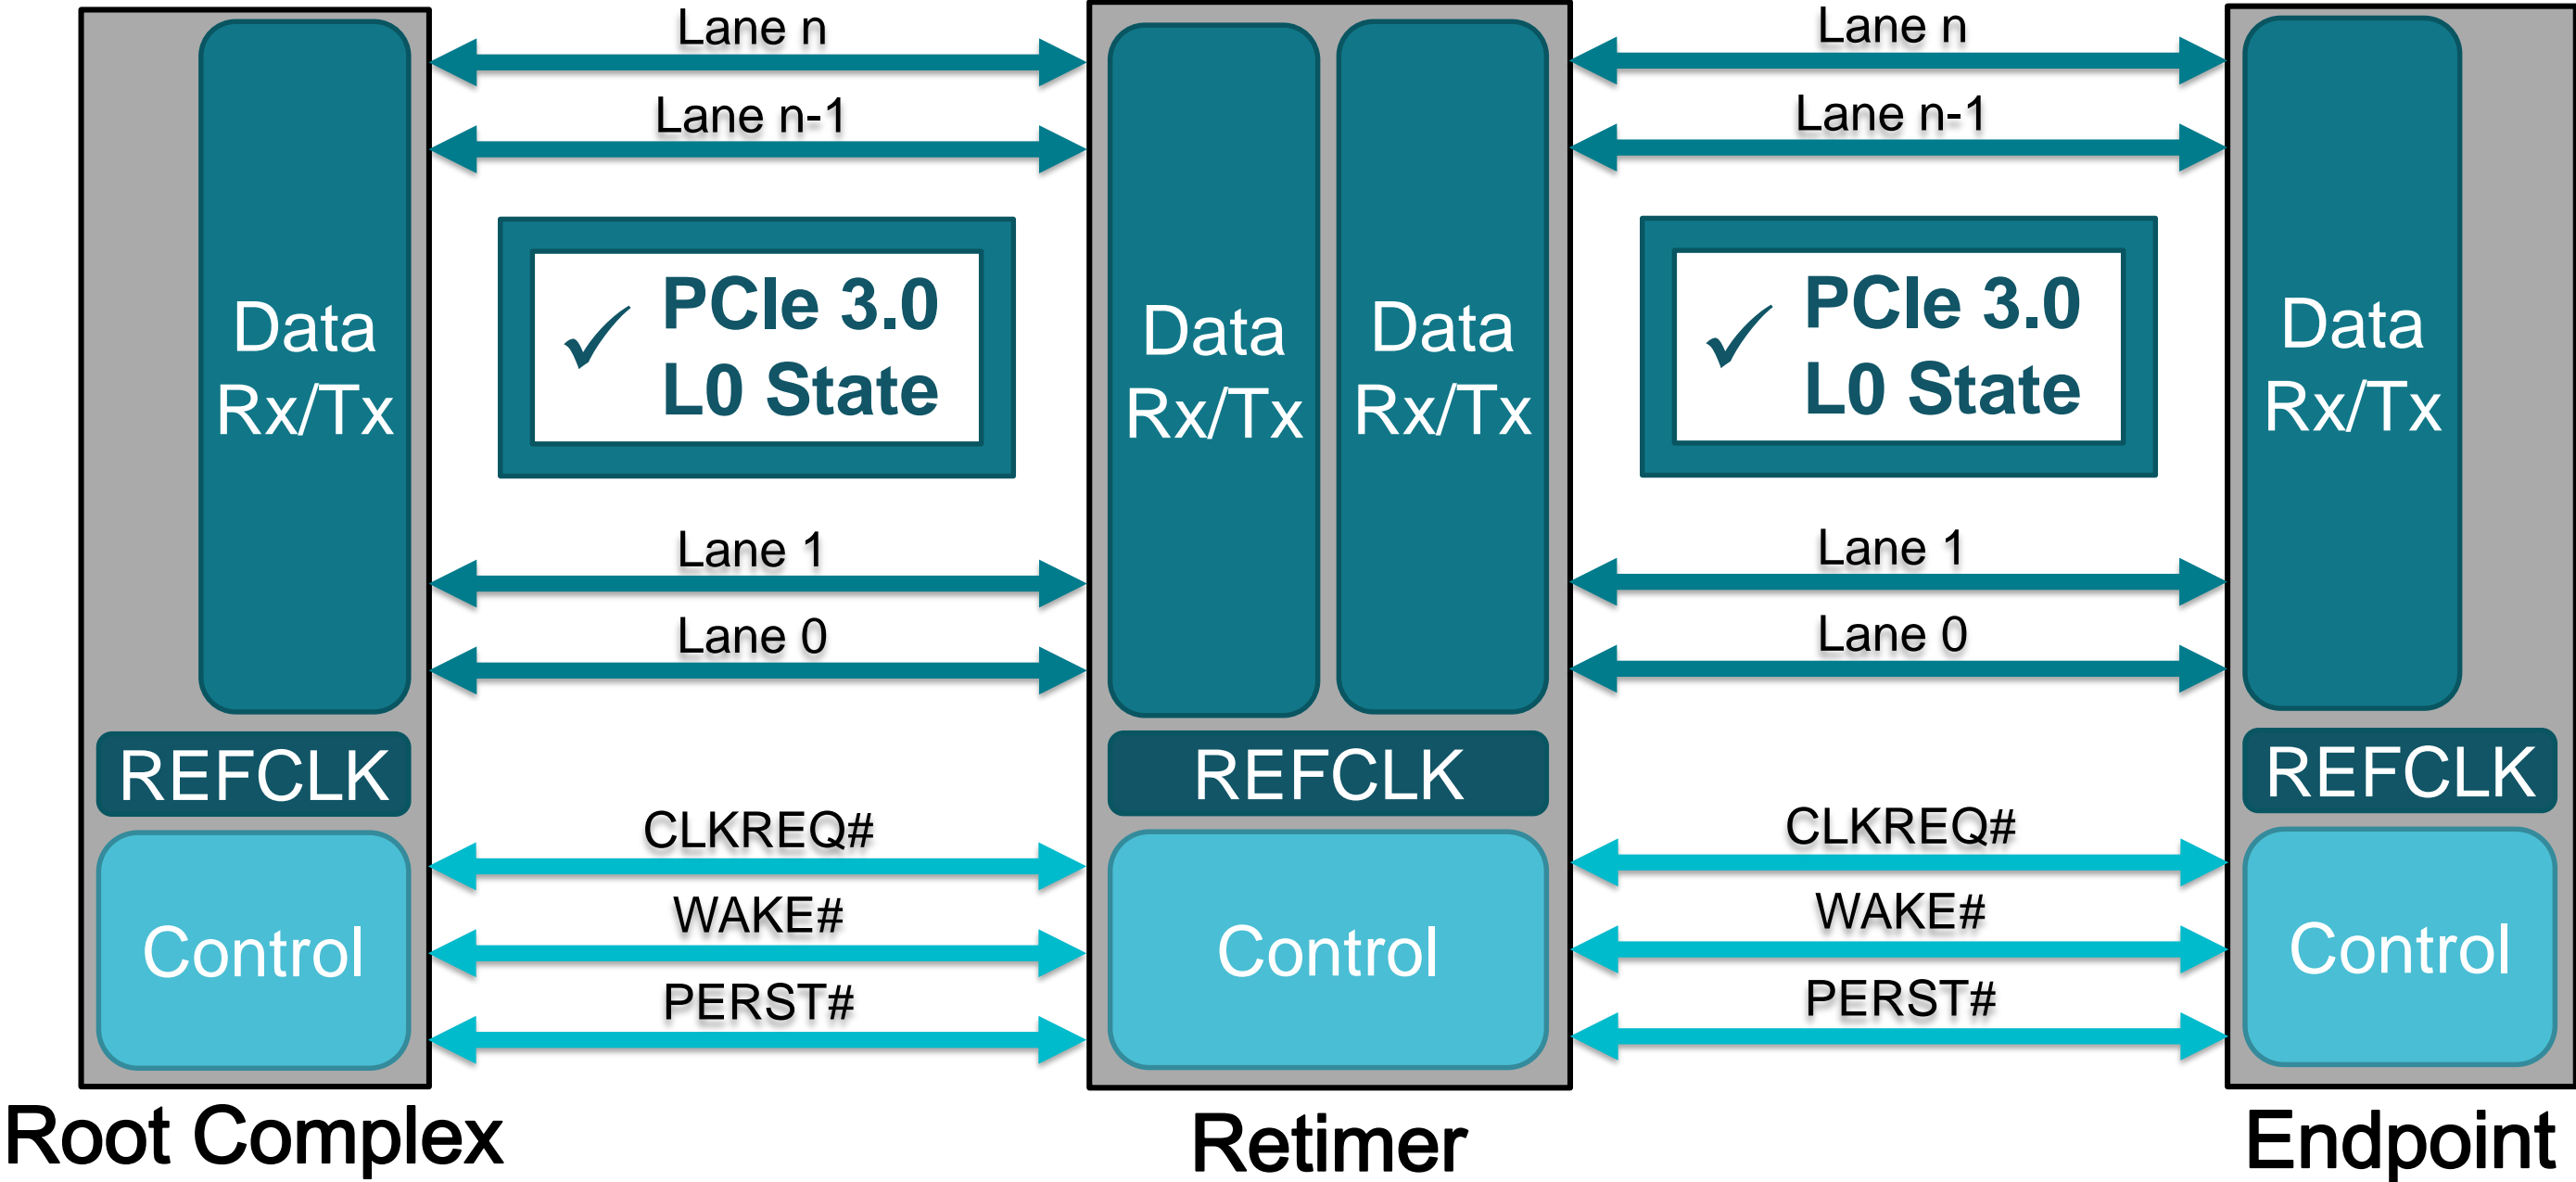 Lane n
Lane n-1
Data
Rx/Tx
✓ PCIe 3.0
L0 State
Lane 1
Lane 0
REFCLK
CLKREQ#
WAKE#
PERST#
Control
Root Complex
Data
Rx/Tx
Data
Rx/Tx
REFCLK
Control
Retimer
Lane n
Lane n-1
✓ PCIe 3.0
L0 State
Lane 1
Lane 0
CLKREQ#
WAKE#
PERST#
Data
Rx/Tx
REFCLK
Control
Endpoint